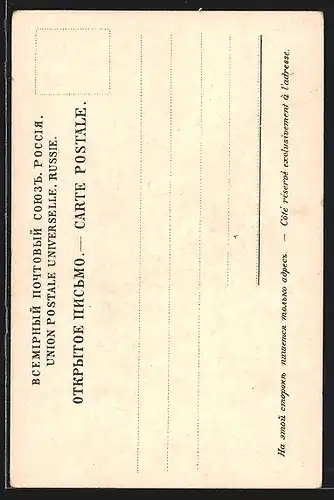 ВСЕМІРНЫЙ ПОЧТОВЫЙ СОЮЗЪ. РОССІЯ.
UNION POSTALE UNIVERSELLE. RUSSIE.
ОТКРЫТОЕ ПИСЬМО. — CARTE POSTALE.
На этой сторонѣ пишется только адресъ. — Côté réservé exclusivement à l'adresse.